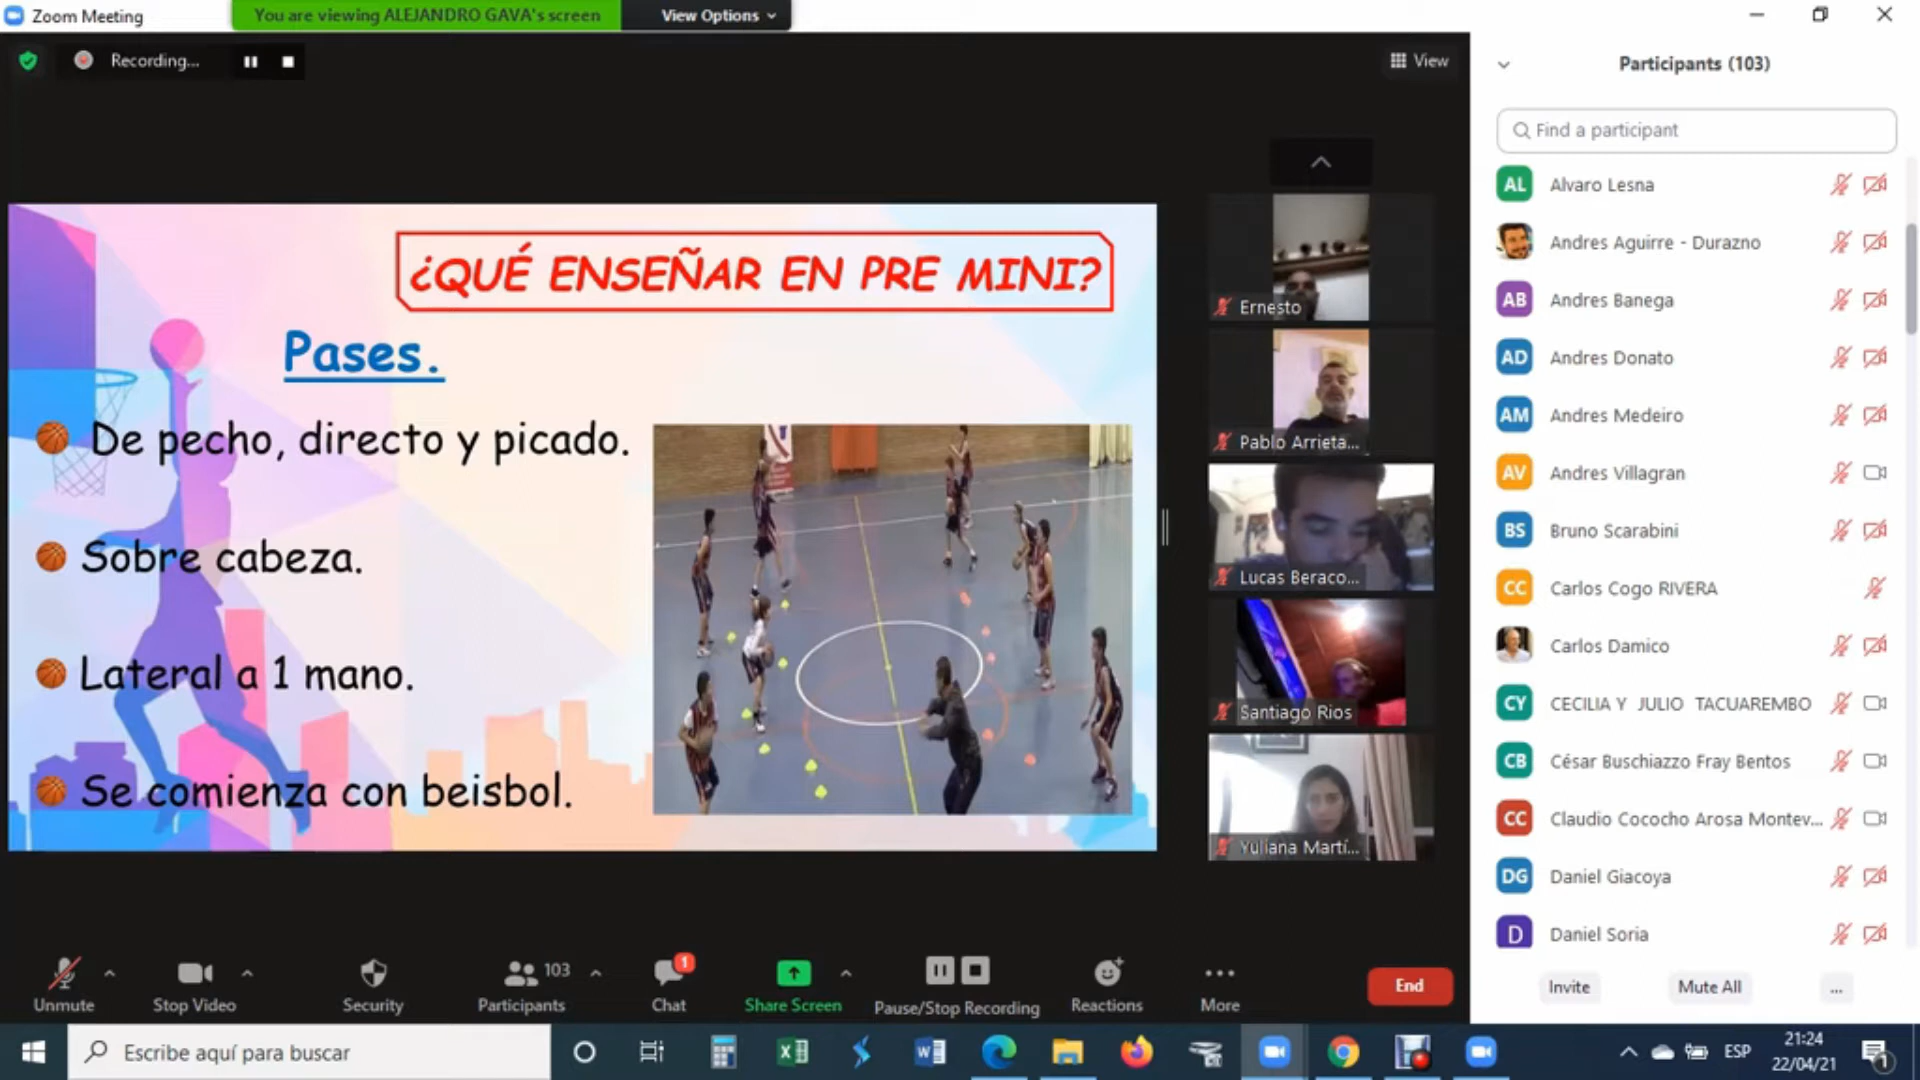 Zoom Meeting
You are viewing ALEJANDRO GAVA's screen
View Options
Recording...
View
¿QUÉ ENSEÑAR EN PRE MINI?
Pases.
De pecho, directo y picado.
Sobre cabeza.
Lateral a 1 mano.
Se comienza con beisbol.
Ernesto
Pablo Arrieta...
Lucas Beraco...
Santiago Rios
Yuliana Martí...
Participants (103)
Find a participant
AL Alvaro Lesna
Andres Aguirre - Durazno
AB Andres Banega
AD Andres Donato
AM Andres Medeiro
AV Andres Villagran
BS Bruno Scarabini
CC Carlos Cogo RIVERA
Carlos Damico
CY CECILIA Y JULIO TACUAREMBO
CB César Buschiazzo Fray Bentos
CC Claudio Cococho Arosa Montev...
DG Daniel Giacoya
D Daniel Soria
Invite
Mute All
...
Unmute
Stop Video
Security
103
Participants
1
Chat
Share Screen
Pause/Stop Recording
Reactions
More
End
Escribe aquí para buscar
ESP
21:24
22/04/21
1